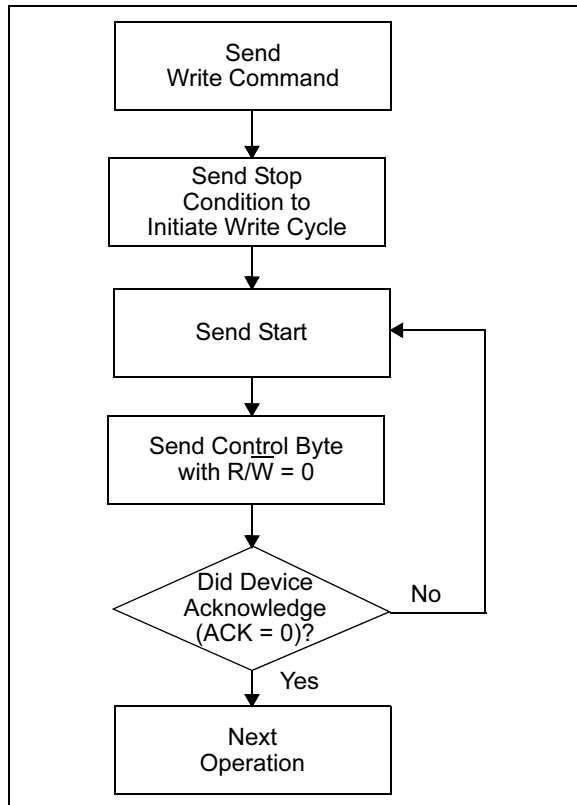 Send
Write Command
Send Stop
Condition to
Initiate Write Cycle
Send Start
Send Control Byte
with R/W̅ = 0
Did Device
Acknowledge
(ACK = 0)?
No
Yes
Next
Operation